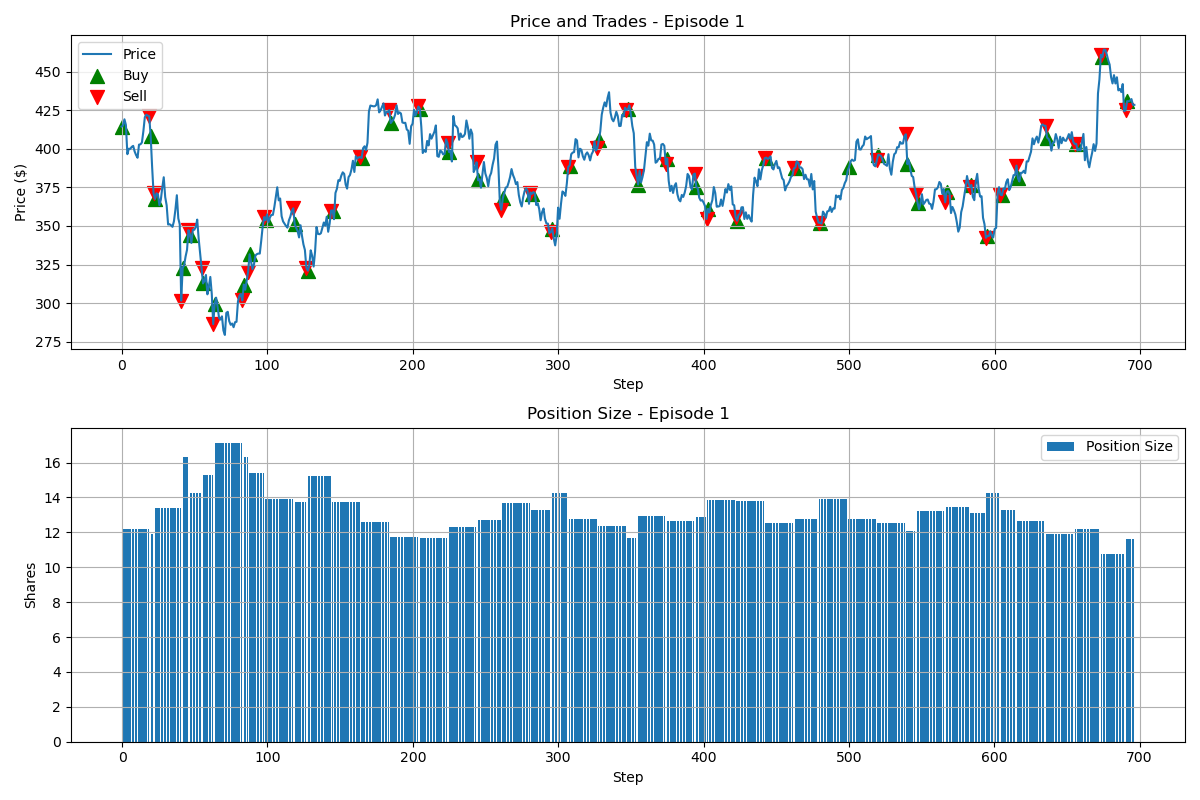 Price and Trades - Episode 1
Price ($)
450
425
400
375
350
325
300
275
Price
Buy
Sell
0 100 200 300 400 500 600 700
Step
Position Size - Episode 1
Shares
16
14
12
10
8
6
4
2
0
Position Size
0 100 200 300 400 500 600 700
Step